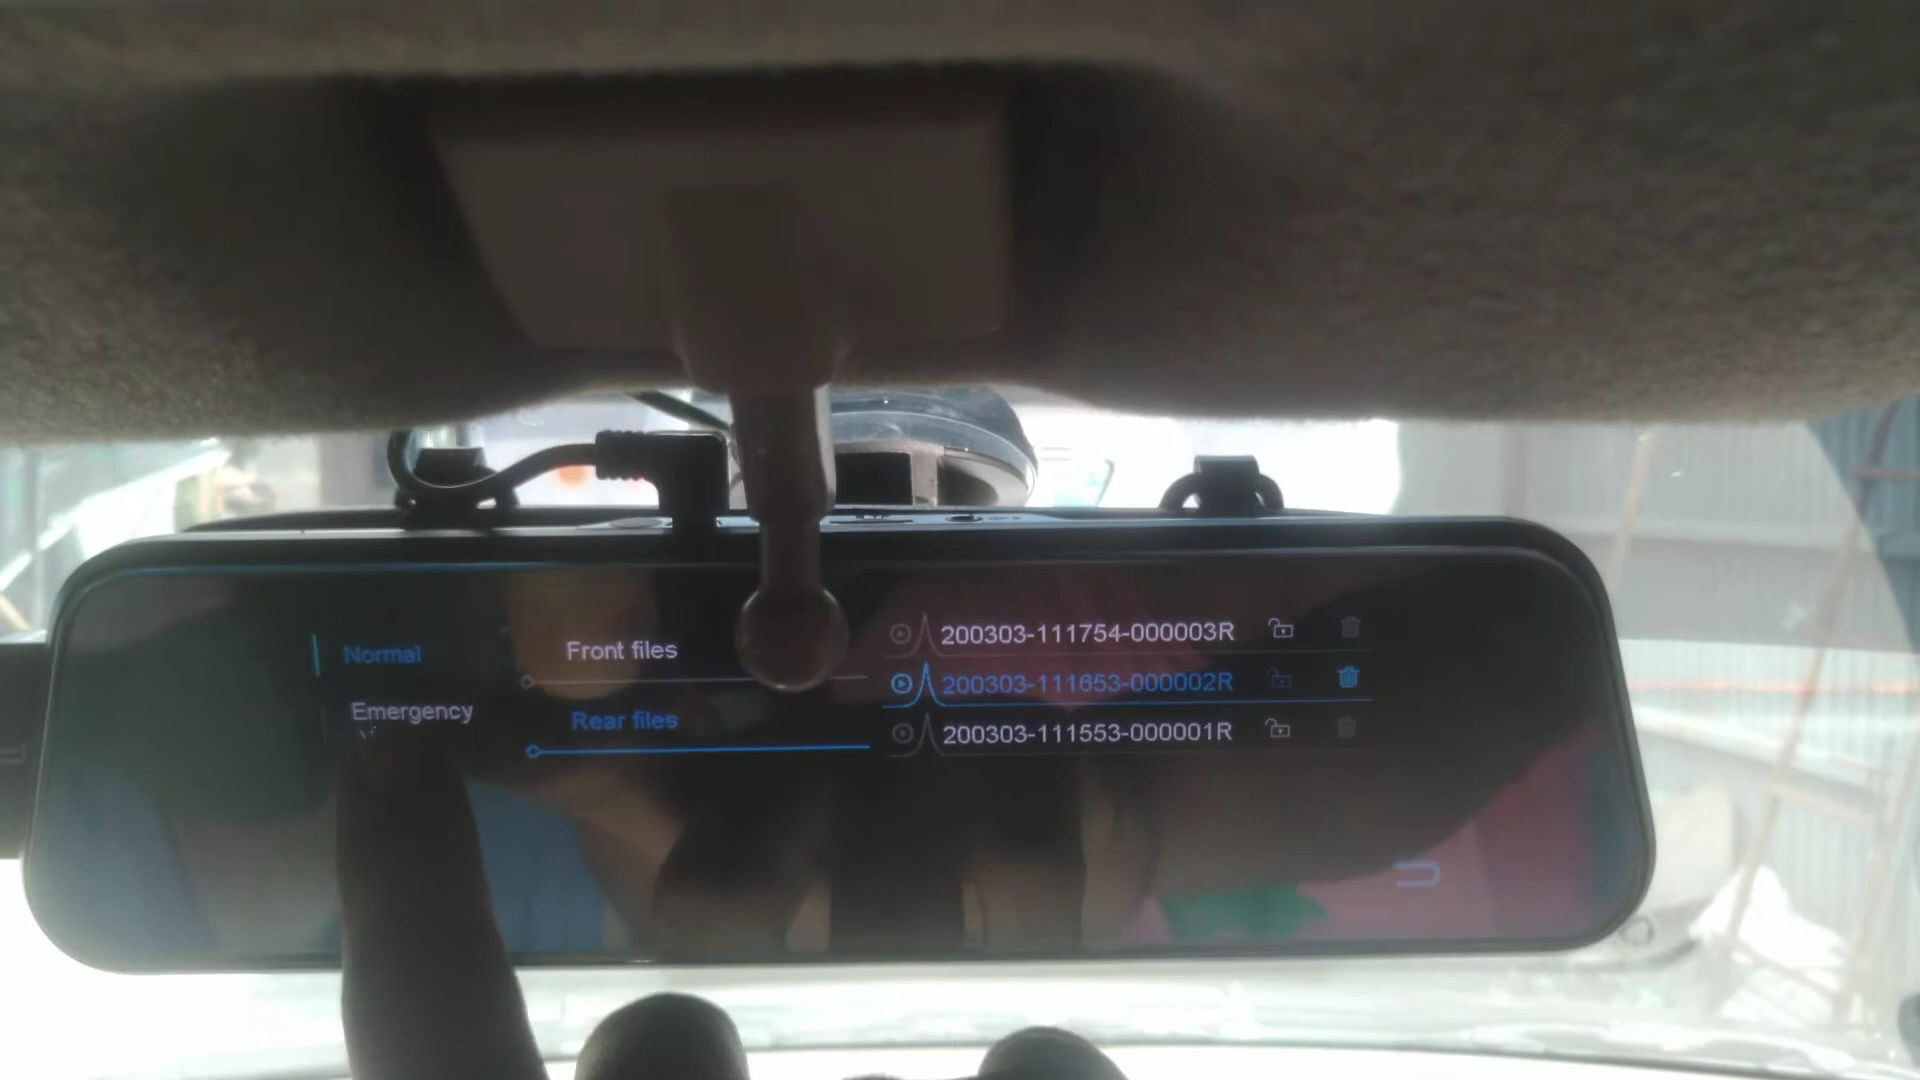 Normal
Emergency
Front files
Rear files
200303-111754-000003R
200303-111653-000002R
200303-111553-000001R